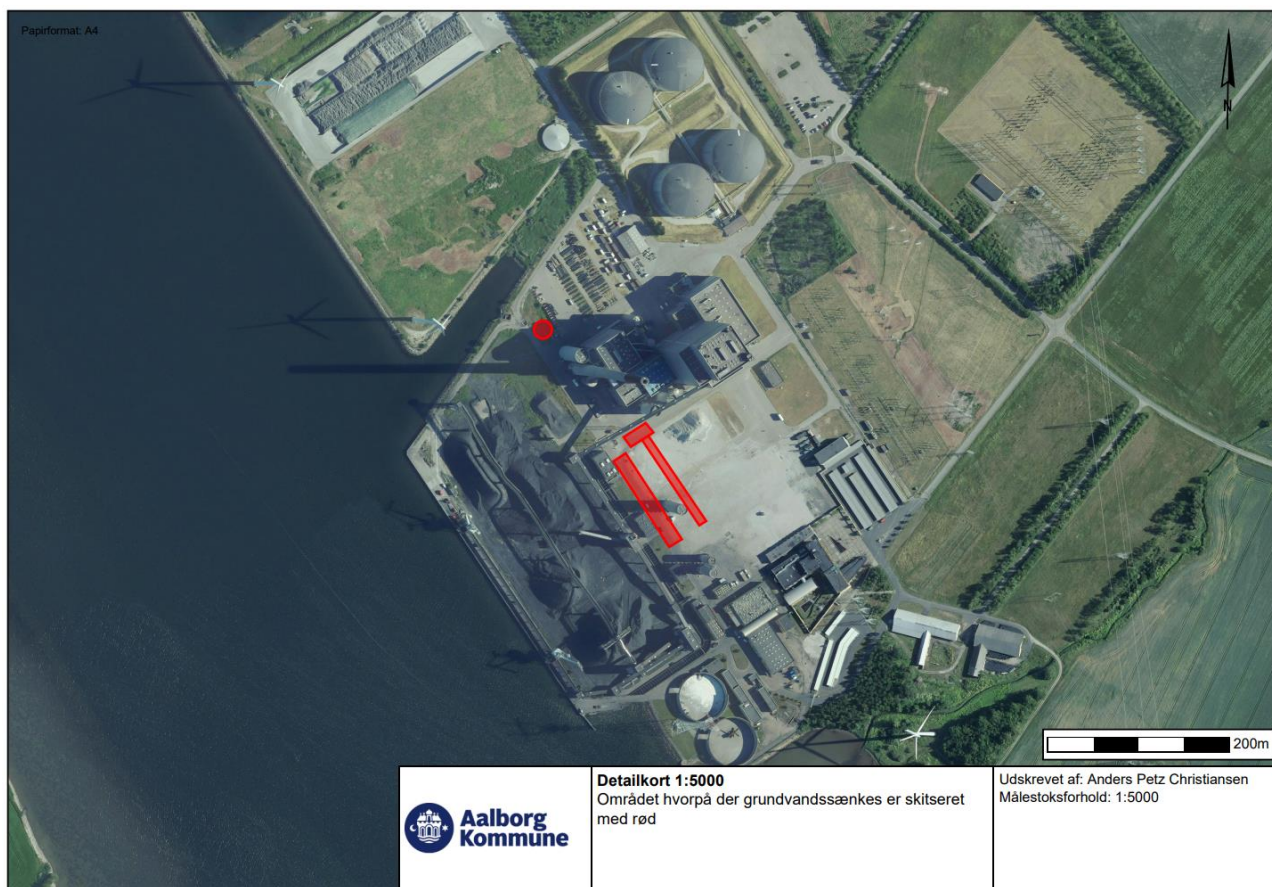 Papirformat: A4
N
200m
Aalborg
Kommune
Detailkort 1:5000
Området hvorpå der grundvandssænkes er skitseret
med rød
Udskrevet af: Anders Petz Christiansen
Målestoksforhold: 1:5000